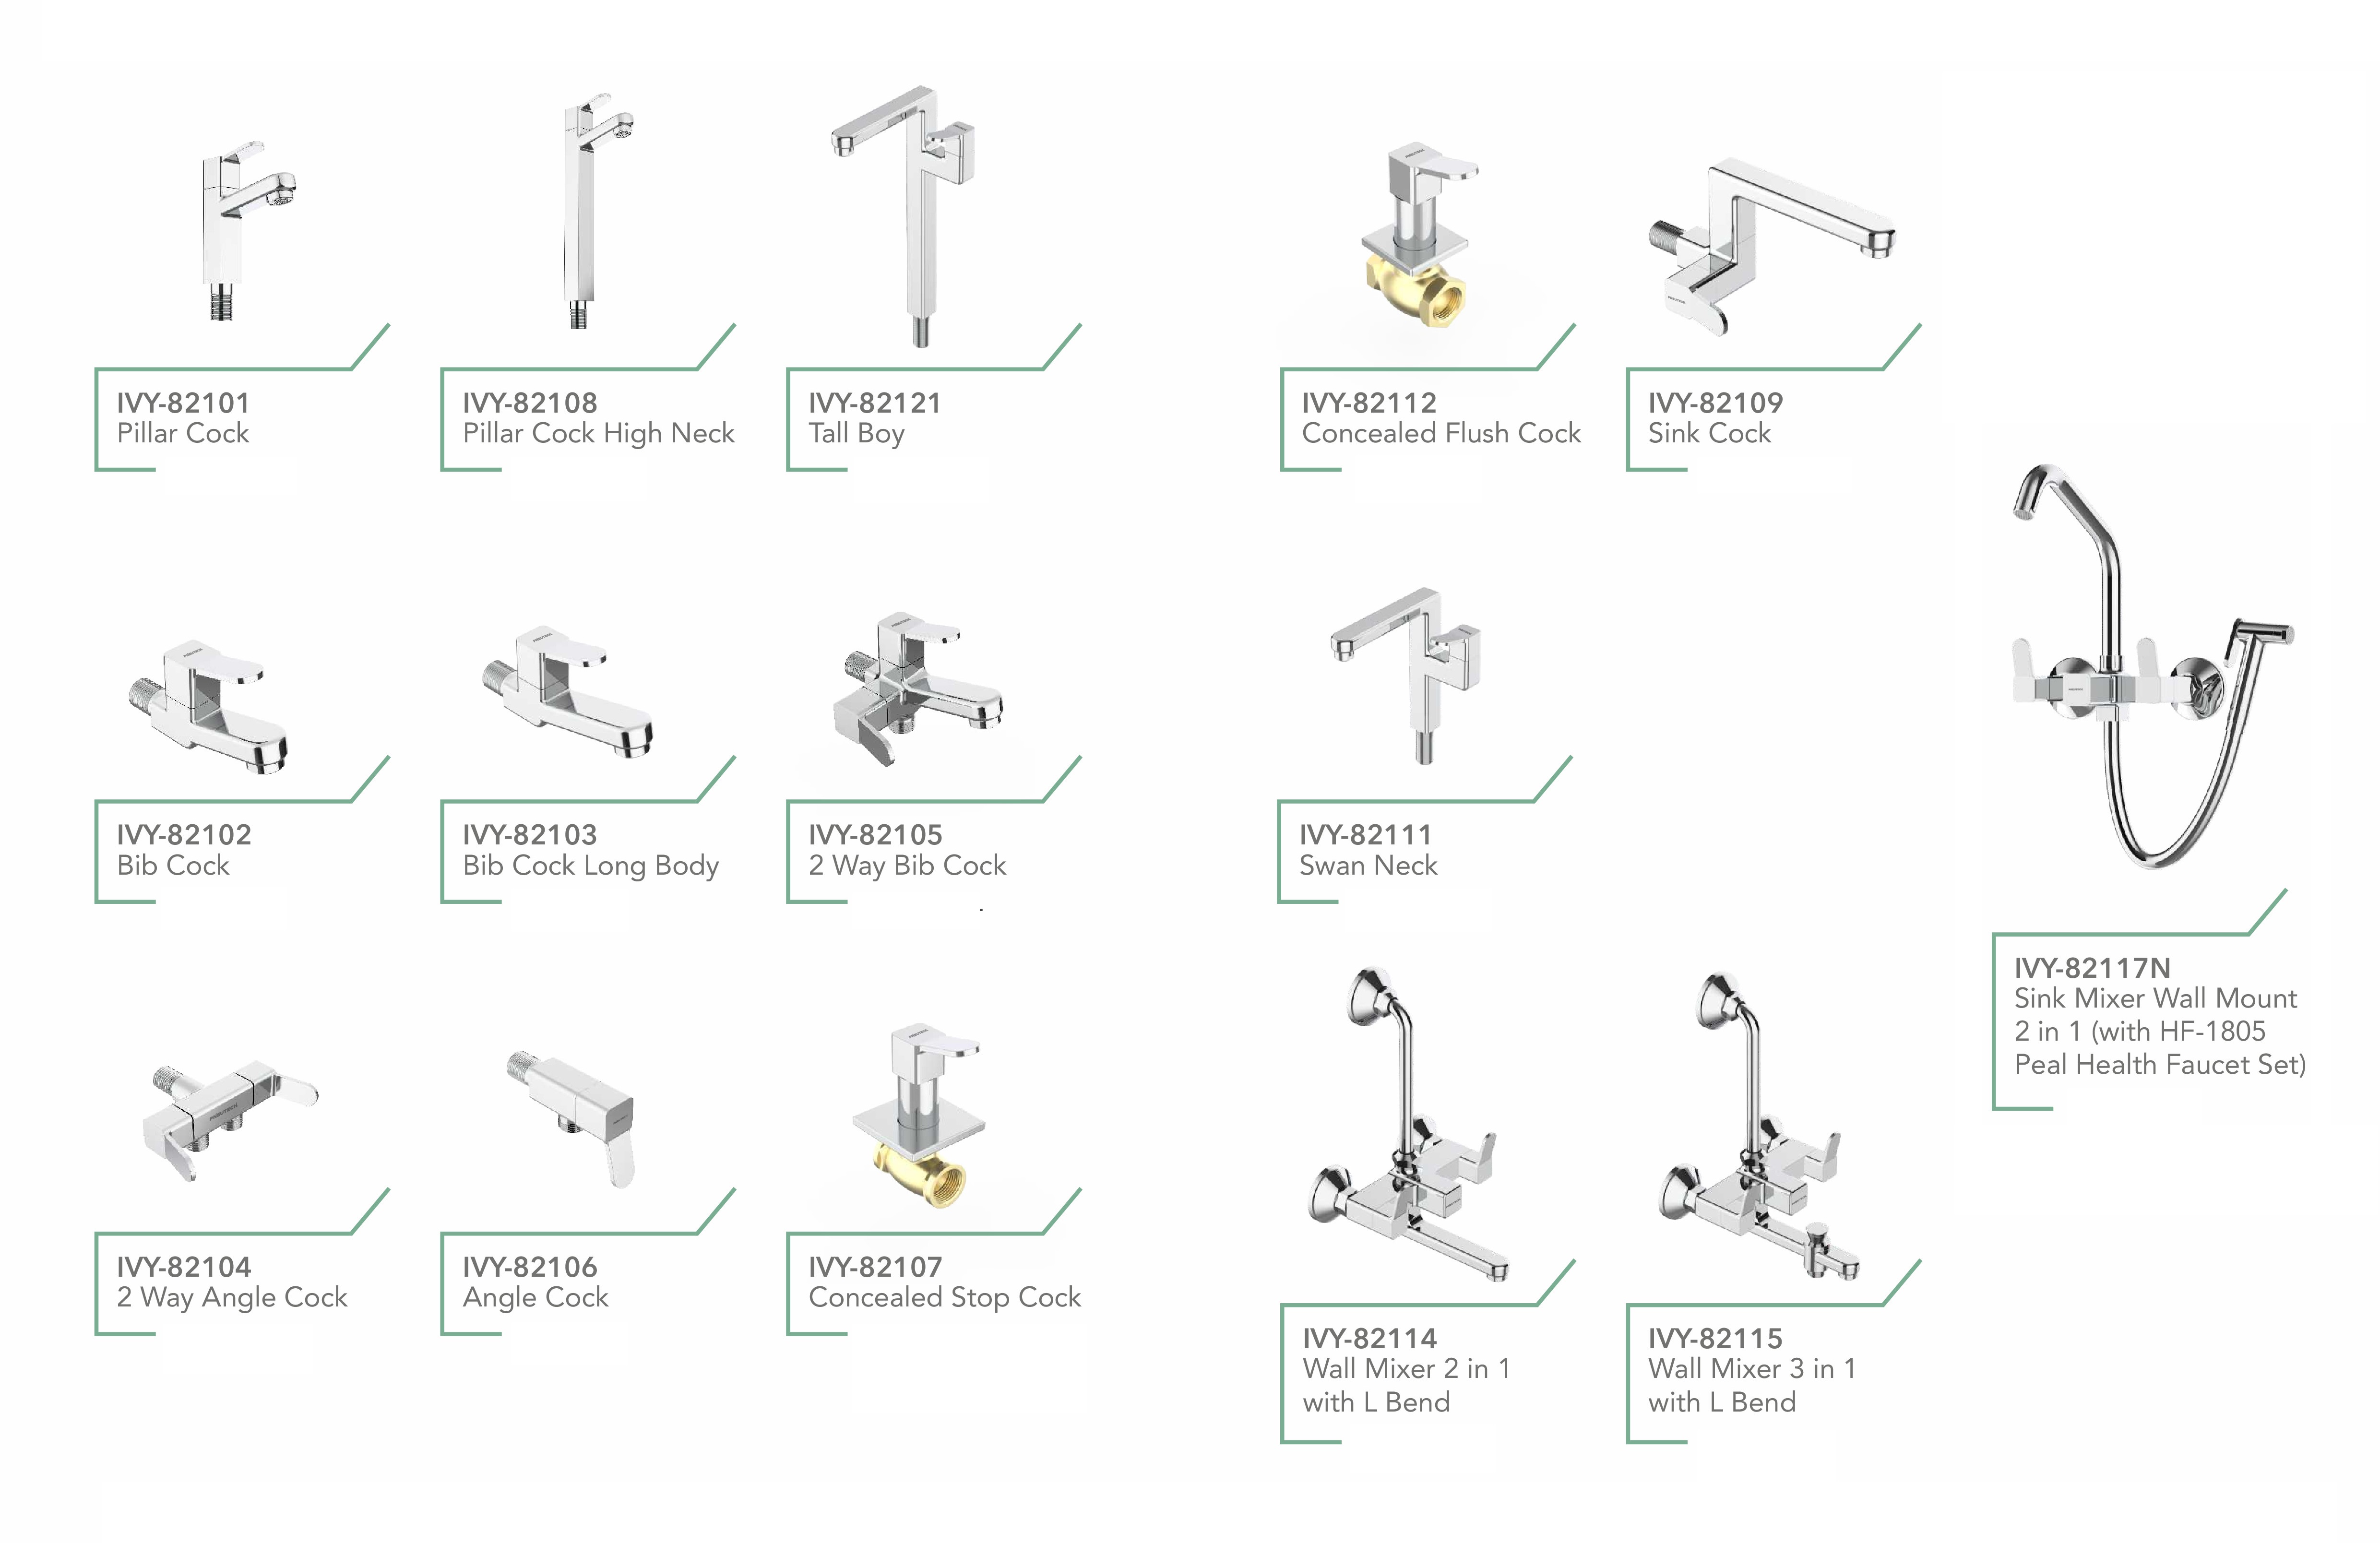 IVY-82101
Pillar Cock
IVY-82108
Pillar Cock High Neck
IVY-82121
Tall Boy
IVY-82112
Concealed Flush Cock
IVY-82109
Sink Cock
IVY-82102
Bib Cock
IVY-82103
Bib Cock Long Body
IVY-82105
2 Way Bib Cock
IVY-82111
Swan Neck
IVY-82117N
Sink Mixer Wall Mount
2 in 1 (with HF-1805
Peal Health Faucet Set)
IVY-82104
2 Way Angle Cock
IVY-82106
Angle Cock
IVY-82107
Concealed Stop Cock
IVY-82114
Wall Mixer 2 in 1
with L Bend
IVY-82115
Wall Mixer 3 in 1
with L Bend